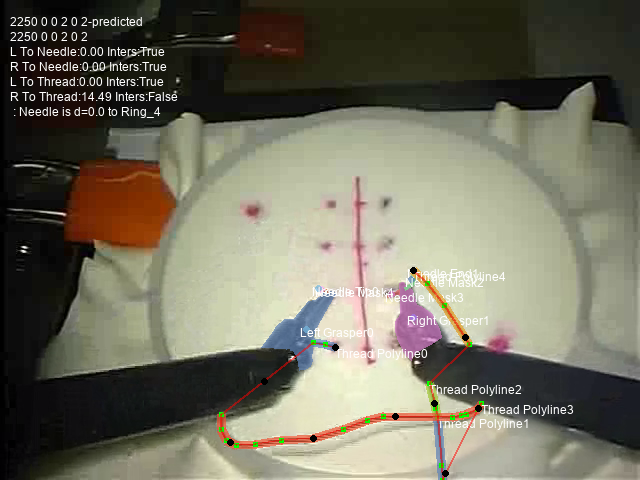 2250 0 0 2 0 2-predicted
2250 0 0 2 0 2
L To Needle:0.00 Inters:True
R To Needle:0.00 Inters:True
L To Thread:0.00 Inters:True
R To Thread:14.49 Inters:False
: Needle is d=0.0 to Ring_4
Thread Polyline4
Needle Mask2
Needle Mask3
Right Grasper1
Left Grasper0
Thread Polyline0
Thread Polyline2
Thread Polyline3
Thread Polyline1